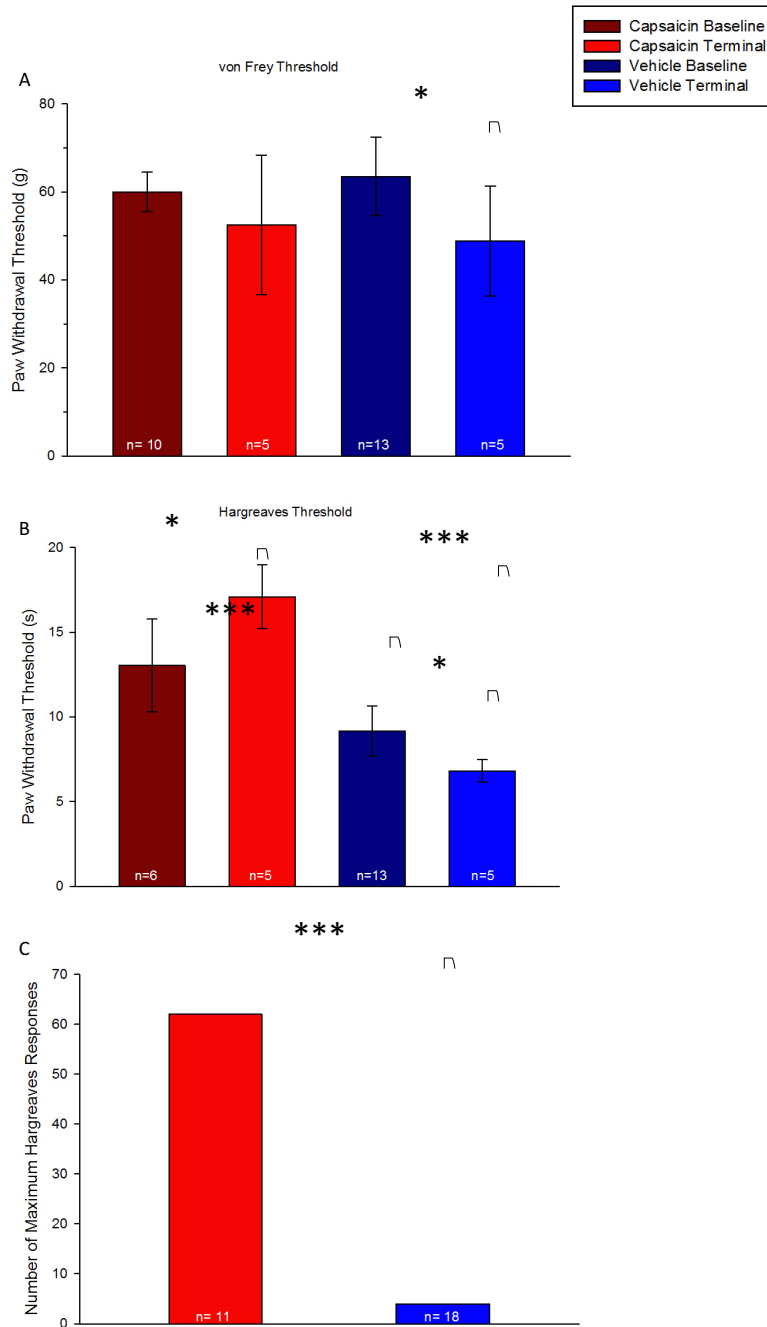 Capsaicin Baseline
Capsaicin Terminal
Vehicle Baseline
Vehicle Terminal
A
von Frey Threshold
*
80
60
40
20
0
Paw Withdrawal Threshold (g)
n= 10
n=5
n=13
n=5
B
Hargreaves Threshold
*
***
***
*
20
15
10
5
0
Paw Withdrawal Threshold (s)
n=6
n=5
n=13
n=5
C
***
70
60
50
40
30
20
10
0
Number of Maximum Hargreaves Responses
n= 11
n= 18